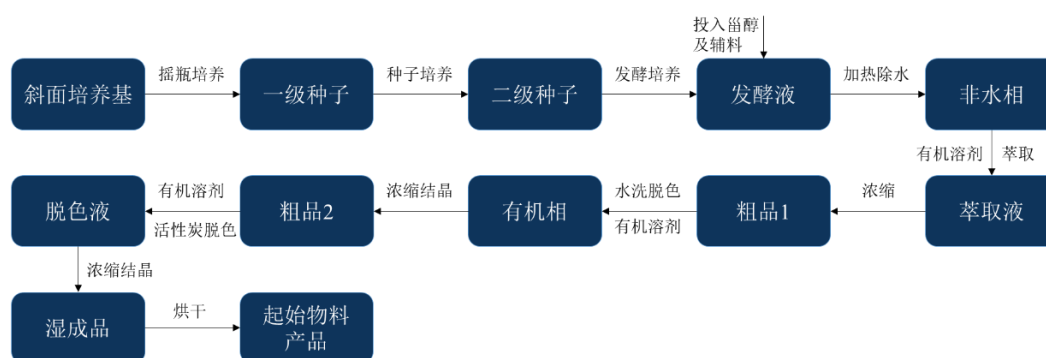 投入甾醇
及辅料
斜面培养基
摇瓶培养
一级种子
种子培养
二级种子
发酵培养
发酵液
加热除水
非水相
有机溶剂
萃取
脱色液
有机溶剂
活性炭脱色
粗品2
浓缩结晶
有机相
水洗脱色
有机溶剂
粗品1
浓缩
萃取液
浓缩结晶
湿成品
烘干
起始物料
产品